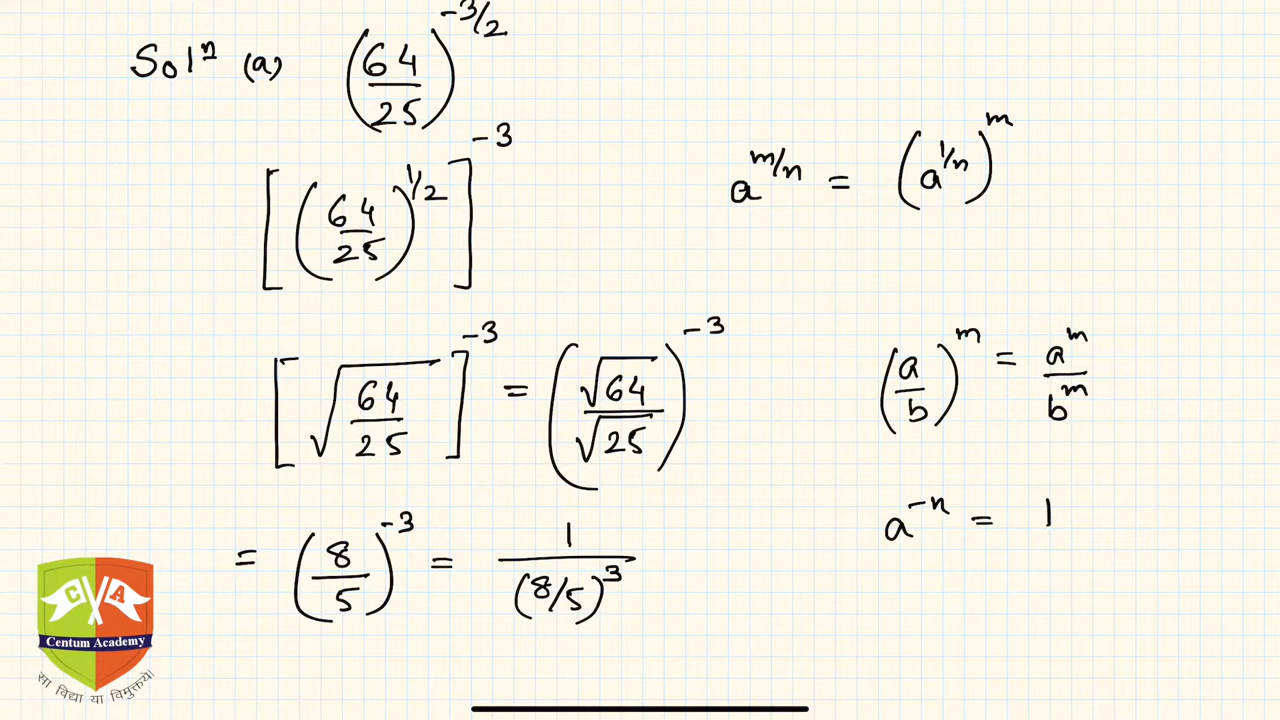 Solⁿ (a) (64/25)^(-3/2)
[(64/25)^(1/2)]^(-3)
a^(m/n) = (a^(1/n))^m
[√(64/25)]^(-3) = (√64/√25)^(-3)
(a/b)^m = a^m/b^m
= (8/5)^(-3) = 1/(8/5)^3
a^(-n) = 1
C A
Centum Academy
सा विद्या या विमुक्तये।